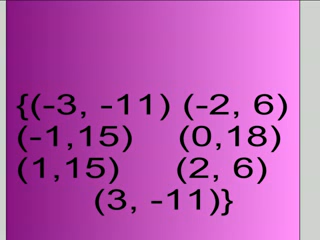 {(-3, -11) (-2, 6)
(-1,15) (0,18)
(1,15) (2, 6)
(3, -11)}